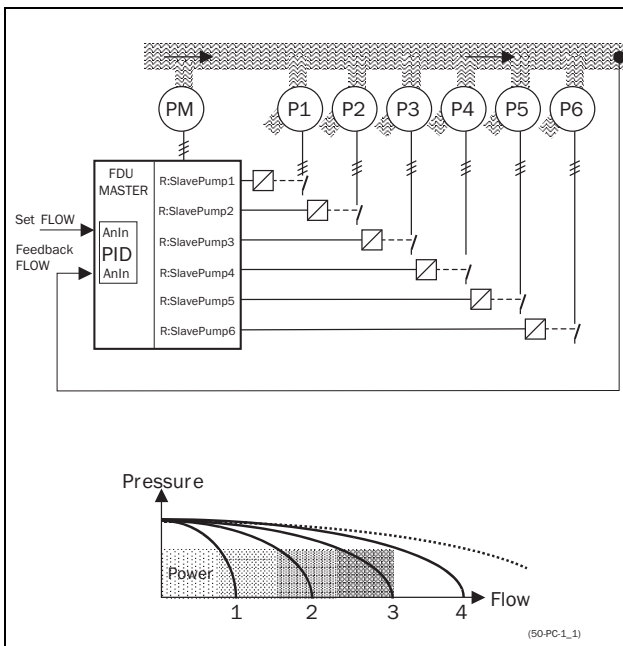 PM
P1
P2
P3
P4
P5
P6
FDU
MASTER
R:SlavePump1
R:SlavePump2
Set FLOW
AnIn
Feedback
FLOW
PID
AnIn
R:SlavePump3
R:SlavePump4
R:SlavePump5
R:SlavePump6
Pressure
Power
1
2
3
4
Flow
(50-PC-1_1)